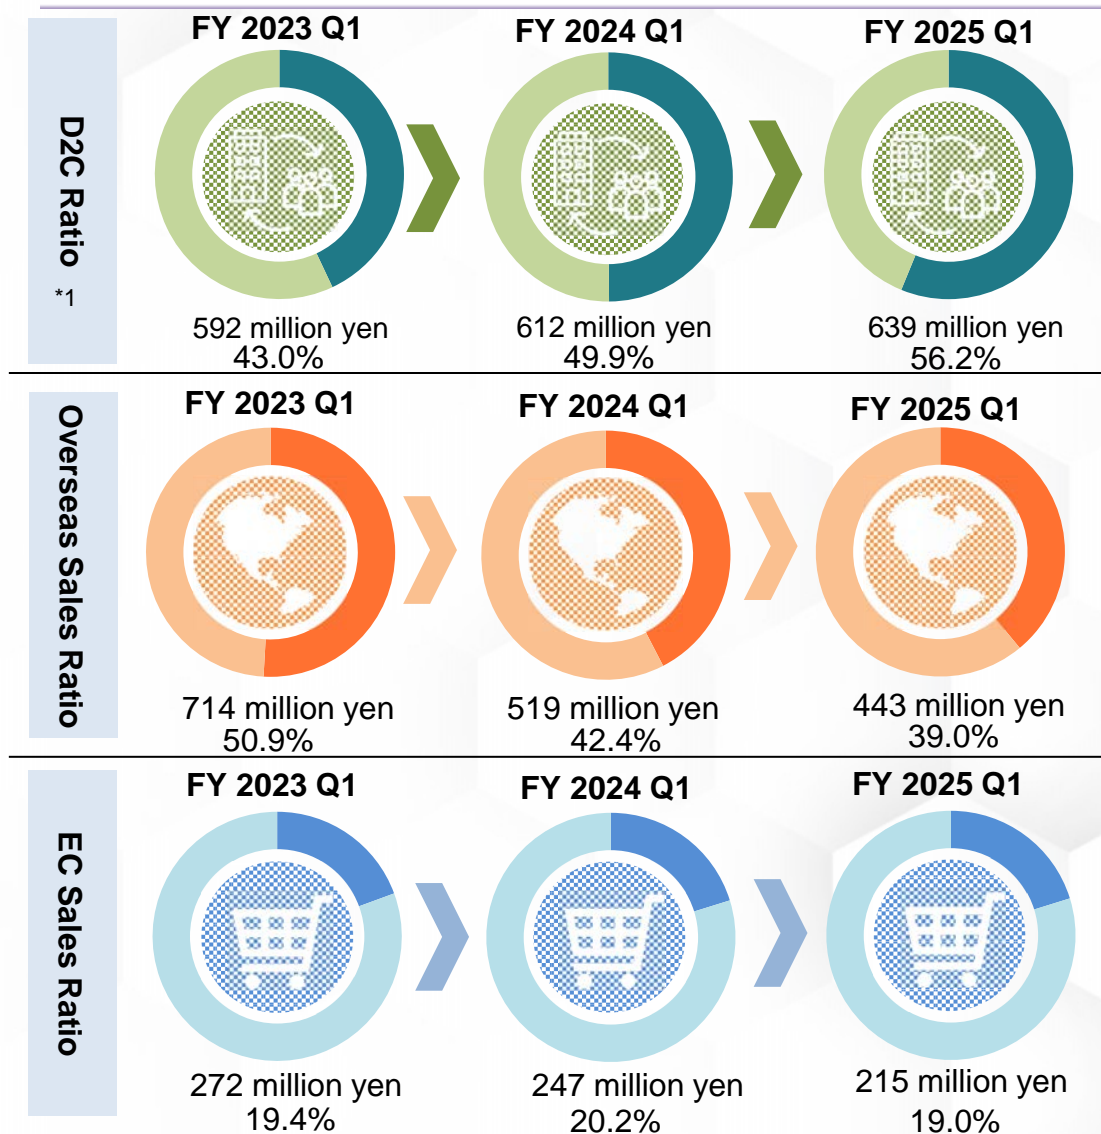 D2C Ratio *1
FY 2023 Q1
FY 2024 Q1
FY 2025 Q1
592 million yen
43.0%
612 million yen
49.9%
639 million yen
56.2%
Overseas Sales Ratio
FY 2023 Q1
FY 2024 Q1
FY 2025 Q1
714 million yen
50.9%
519 million yen
42.4%
443 million yen
39.0%
EC Sales Ratio
FY 2023 Q1
FY 2024 Q1
FY 2025 Q1
272 million yen
19.4%
247 million yen
20.2%
215 million yen
19.0%